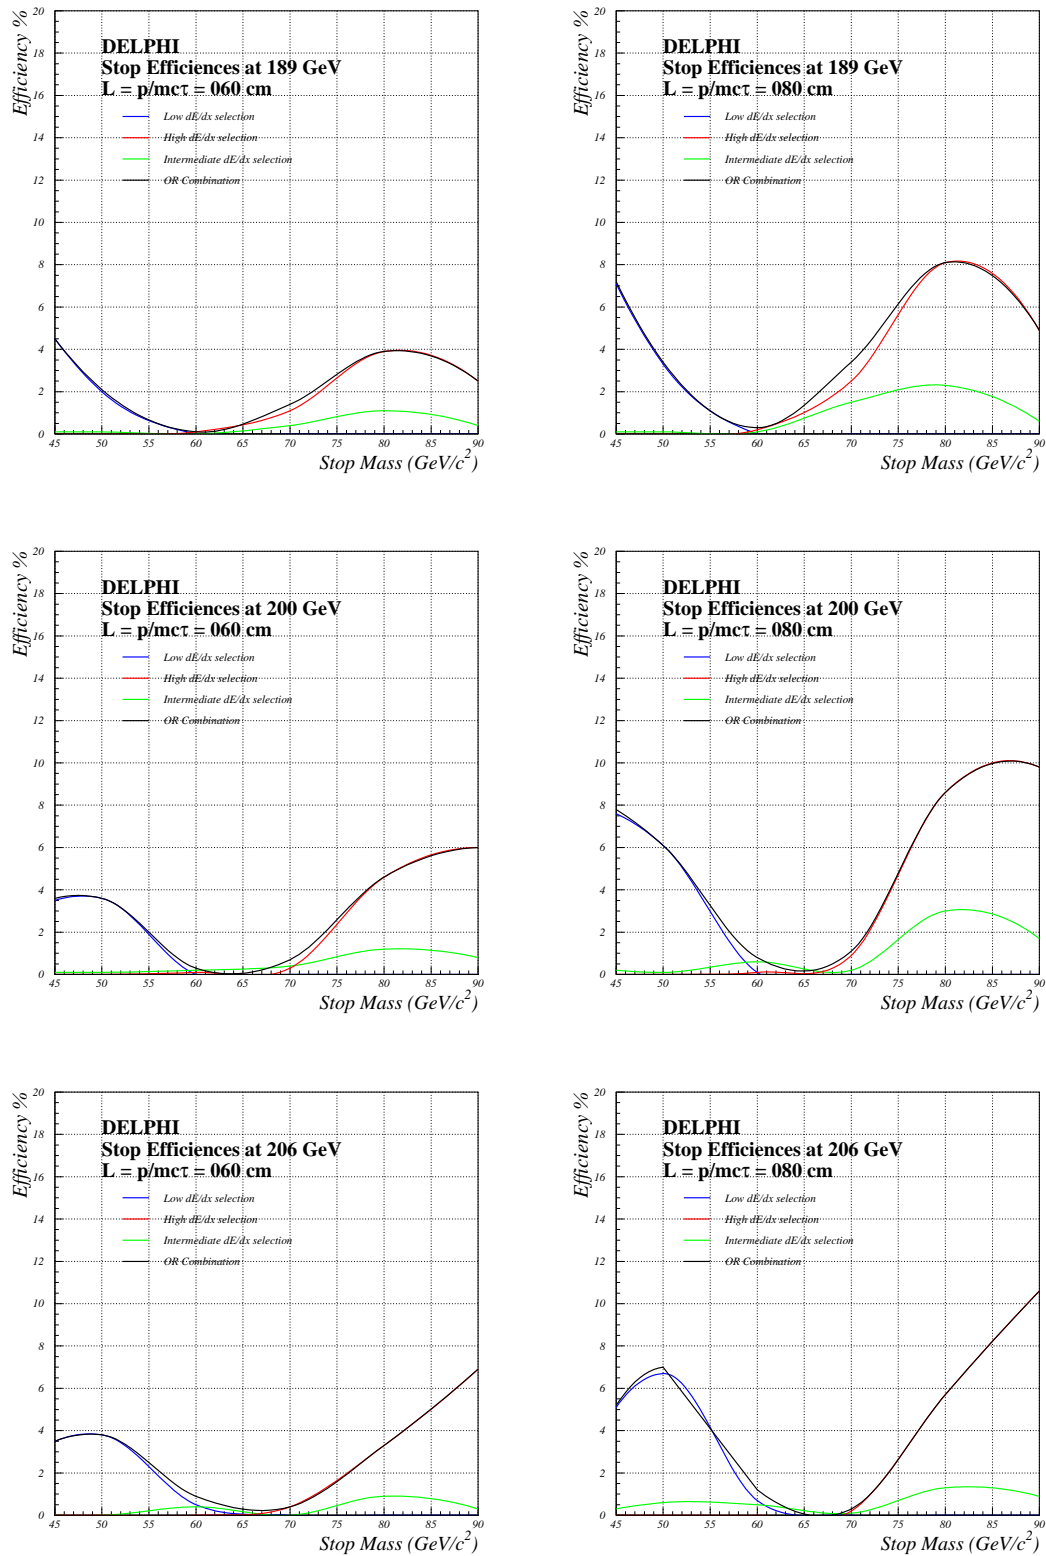 Efficiency %
20
18
16
14
12
10
8
6
4
2
0
DELPHI
Stop Efficiences at 189 GeV
L = p/mcτ = 060 cm
Low dE/dx selection
High dE/dx selection
Intermediate dE/dx selection
OR Combination
45 50 55 60 65 70 75 80 85 90
Stop Mass (GeV/c²)
Efficiency %
20
18
16
14
12
10
8
6
4
2
0
DELPHI
Stop Efficiences at 189 GeV
L = p/mcτ = 080 cm
Low dE/dx selection
High dE/dx selection
Intermediate dE/dx selection
OR Combination
45 50 55 60 65 70 75 80 85 90
Stop Mass (GeV/c²)
Efficiency %
20
18
16
14
12
10
8
6
4
2
0
DELPHI
Stop Efficiences at 200 GeV
L = p/mcτ = 060 cm
Low dE/dx selection
High dE/dx selection
Intermediate dE/dx selection
OR Combination
45 50 55 60 65 70 75 80 85 90
Stop Mass (GeV/c²)
Efficiency %
20
18
16
14
12
10
8
6
4
2
0
DELPHI
Stop Efficiences at 200 GeV
L = p/mcτ = 080 cm
Low dE/dx selection
High dE/dx selection
Intermediate dE/dx selection
OR Combination
45 50 55 60 65 70 75 80 85 90
Stop Mass (GeV/c²)
Efficiency %
20
18
16
14
12
10
8
6
4
2
0
DELPHI
Stop Efficiences at 206 GeV
L = p/mcτ = 060 cm
Low dE/dx selection
High dE/dx selection
Intermediate dE/dx selection
OR Combination
45 50 55 60 65 70 75 80 85 90
Stop Mass (GeV/c²)
Efficiency %
20
18
16
14
12
10
8
6
4
2
0
DELPHI
Stop Efficiences at 206 GeV
L = p/mcτ = 080 cm
Low dE/dx selection
High dE/dx selection
Intermediate dE/dx selection
OR Combination
45 50 55 60 65 70 75 80 85 90
Stop Mass (GeV/c²)